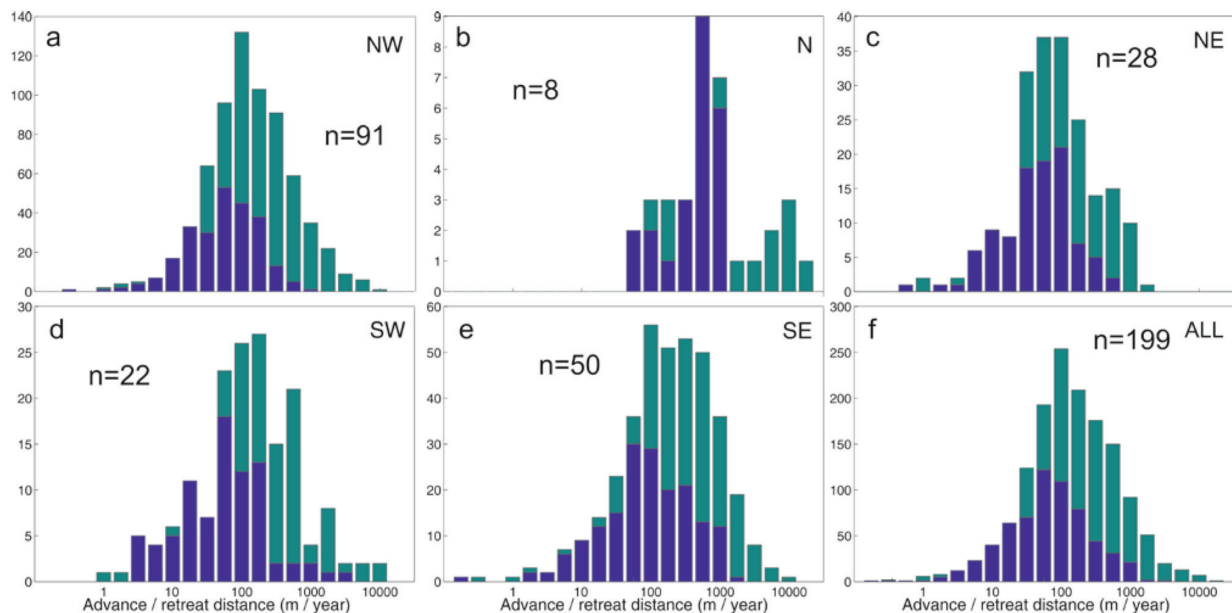 a
NW
n=91
140
120
100
80
60
40
20
0
b
N
n=8
9
8
7
6
5
4
3
2
1
0
c
NE
n=28
40
35
30
25
20
15
10
5
0
d
SW
n=22
30
25
20
15
10
5
0
1 10 100 1000 10000
Advance / retreat distance (m / year)
e
SE
n=50
60
50
40
30
20
10
0
1 10 100 1000 10000
Advance / retreat distance (m / year)
f
ALL
n=199
300
250
200
150
100
50
0
1 10 100 1000 10000
Advance / retreat distance (m / year)